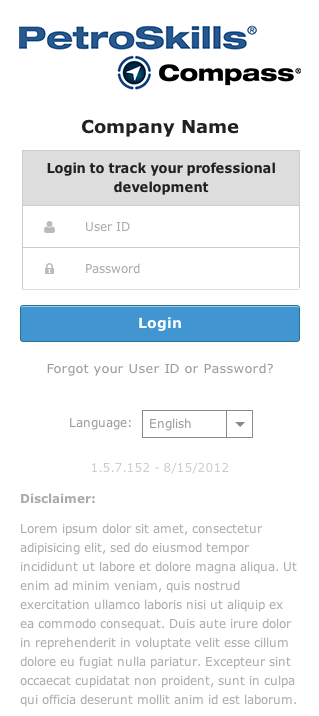 PetroSkills®
Compass®
Company Name
Login to track your professional
development
User ID
Password
Login
Forgot your User ID or Password?
Language: English
1.5.7.152 - 8/15/2012
Disclaimer:
Lorem ipsum dolor sit amet, consectetur
adipisicing elit, sed do eiusmod tempor
incididunt ut labore et dolore magna aliqua. Ut
enim ad minim veniam, quis nostrud
exercitation ullamco laboris nisi ut aliquip ex
ea commodo consequat. Duis aute irure dolor
in reprehenderit in voluptate velit esse cillum
dolore eu fugiat nulla pariatur. Excepteur sint
occaecat cupidatat non proident, sunt in culpa
qui officia deserunt mollit anim id est laborum.